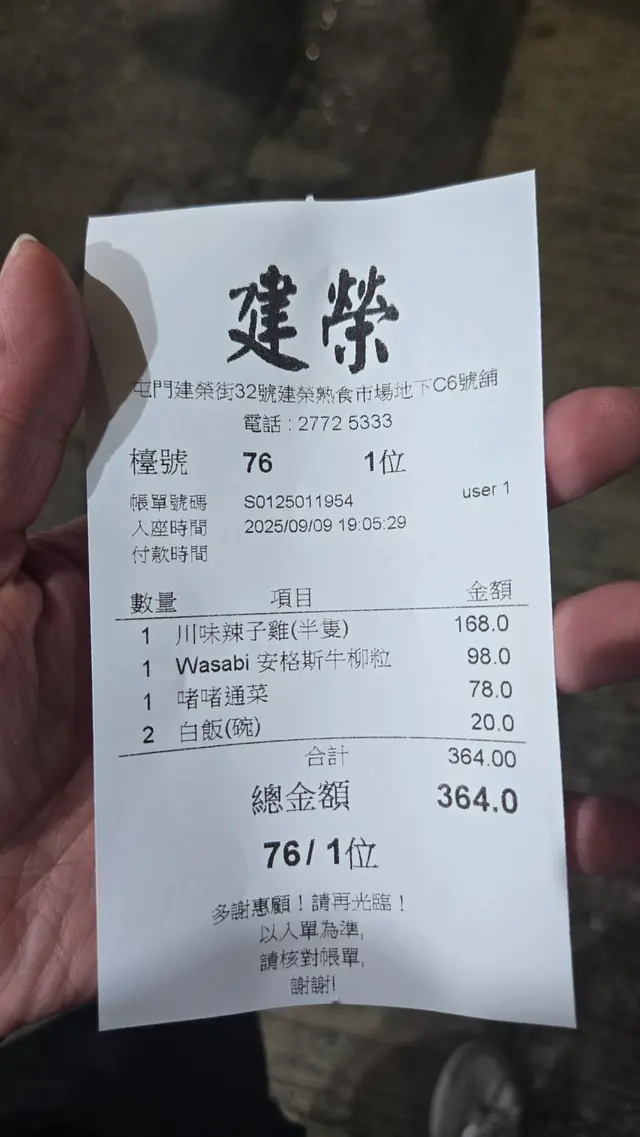 建榮
屯門建榮街32號建榮熟食市場地下C6號舖
電話 : 2772 5333
檯號 76 1位
帳單號碼 S0125011954 user 1
入座時間 2025/09/09 19:05:29
付款時間
數量 項目 金額
1 川味辣子雞(半隻) 168.0
1 Wasabi 安格斯牛柳粒 98.0
1 啫啫通菜 78.0
2 白飯(碗) 20.0
合計 364.00
總金額 364.0
76/ 1位
多謝惠顧！請再光臨！
以入單為準,
請核對帳單,
謝謝!